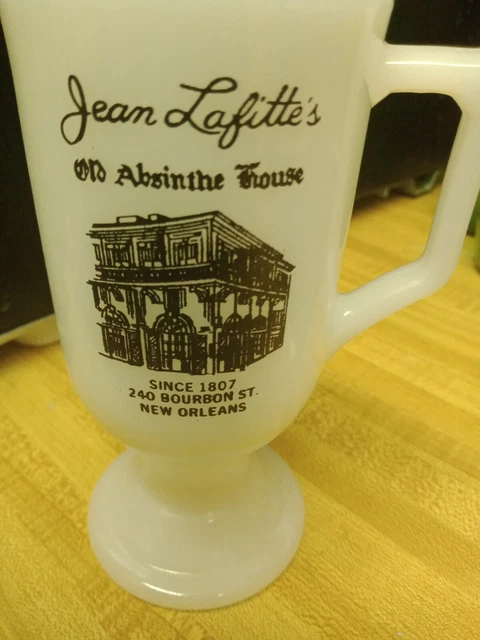 Jean Lafitte's
Old Absinthe House
SINCE 1807
240 BOURBON ST.
NEW ORLEANS